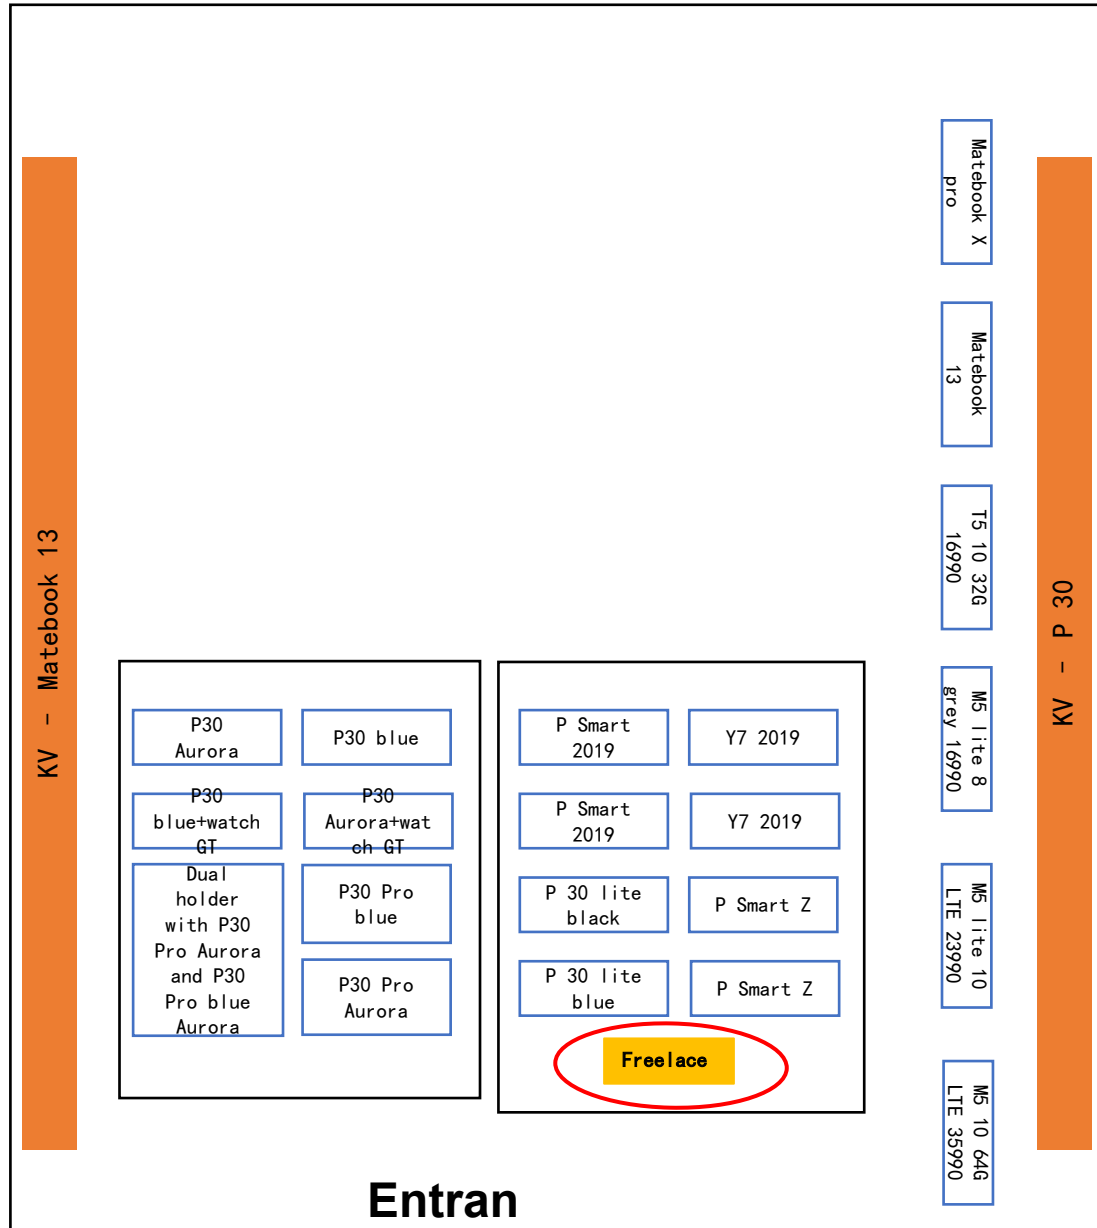 Matebook X
pro
Matebook
13
T5 10 32G
16990
KV - Matebook 13
KV - P 30
M5 lite 8
grey 16990
P30
Aurora
P30 blue
P Smart
2019
Y7 2019
P30
blue+watch
GT
P30
Aurora+wat
ch GT
P Smart
2019
Y7 2019
Dual
holder
with P30
Pro Aurora
and P30
Pro blue
Aurora
P30 Pro
blue
P 30 lite
black
P Smart Z
M5 lite 10
LTE 23990
P30 Pro
Aurora
P 30 lite
blue
P Smart Z
Freelace
M5 10 64G
LTE 35990
Entran